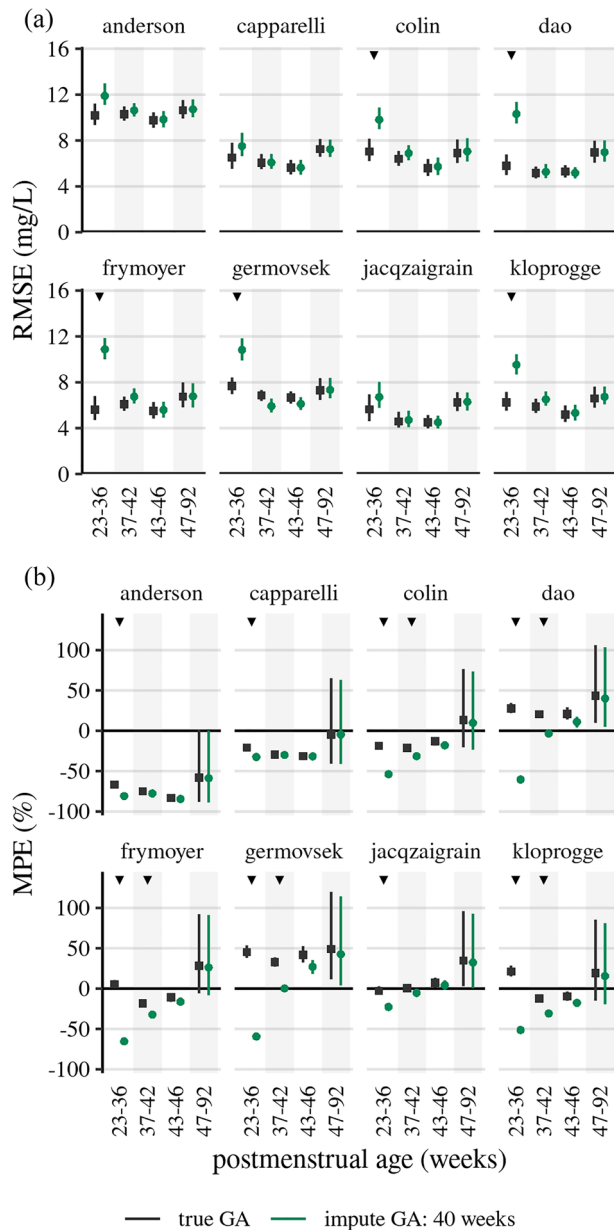 (a)
anderson capparelli colin dao
16
12
8
4
0
frymoyer germovsek jacqzaigrain kloprogge
16
12
8
4
0
RMSE (mg/L)
23-36 37-42 43-46 47-92 23-36 37-42 43-46 47-92 23-36 37-42 43-46 47-92 23-36 37-42 43-46 47-92
(b)
anderson capparelli colin dao
100
50
0
-50
-100
frymoyer germovsek jacqzaigrain kloprogge
100
50
0
-50
-100
MPE (%)
23-36 37-42 43-46 47-92 23-36 37-42 43-46 47-92 23-36 37-42 43-46 47-92 23-36 37-42 43-46 47-92
postmenstrual age (weeks)
true GA impute GA: 40 weeks